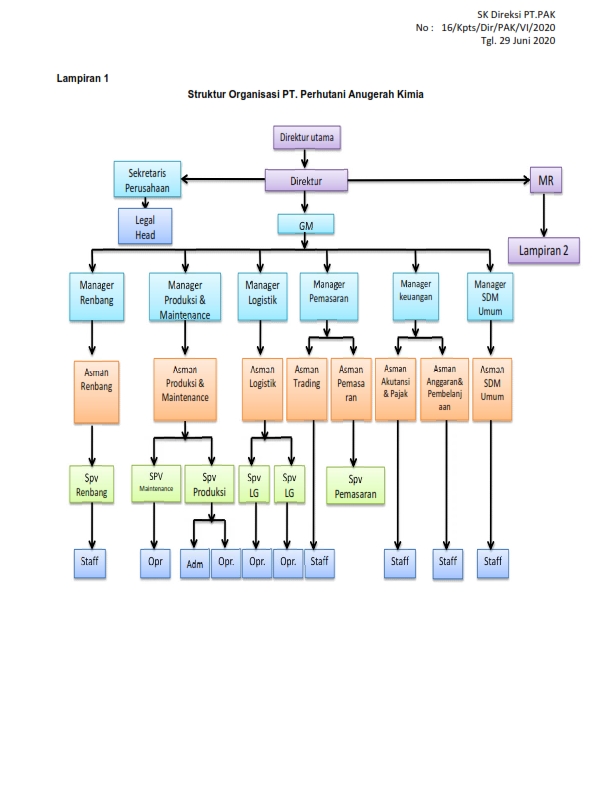 SK Direksi PT.PAK
No : 16/Kpts/Dir/PAK/VI/2020
Tgl. 29 Juni 2020
Lampiran 1
Struktur Organisasi PT. Perhutani Anugerah Kimia
Direktur utama
Sekretaris
Perusahaan
Direktur
MR
Legal
Head
GM
Lampiran 2
Manager
Renbang
Manager
Produksi &
Maintenance
Manager
Logistik
Manager
Pemasaran
Manager
keuangan
Manager
SDM
Umum
Asman
Renbang
Asman
Produksi &
Maintenance
Asman
Logistik
Asman
Trading
Asman
Pemasa
ran
Asman
Akutansi
& Pajak
Asman
Anggaran&
Pembelanj
aan
Asman
SDM
Umum
Spv
Renbang
SPV
Maintenance
Spv
Produksi
Spv
LG
Spv
LG
Spv
Pemasaran
Staff
Opr
Adm
Opr.
Opr.
Opr.
Staff
Staff
Staff
Staff